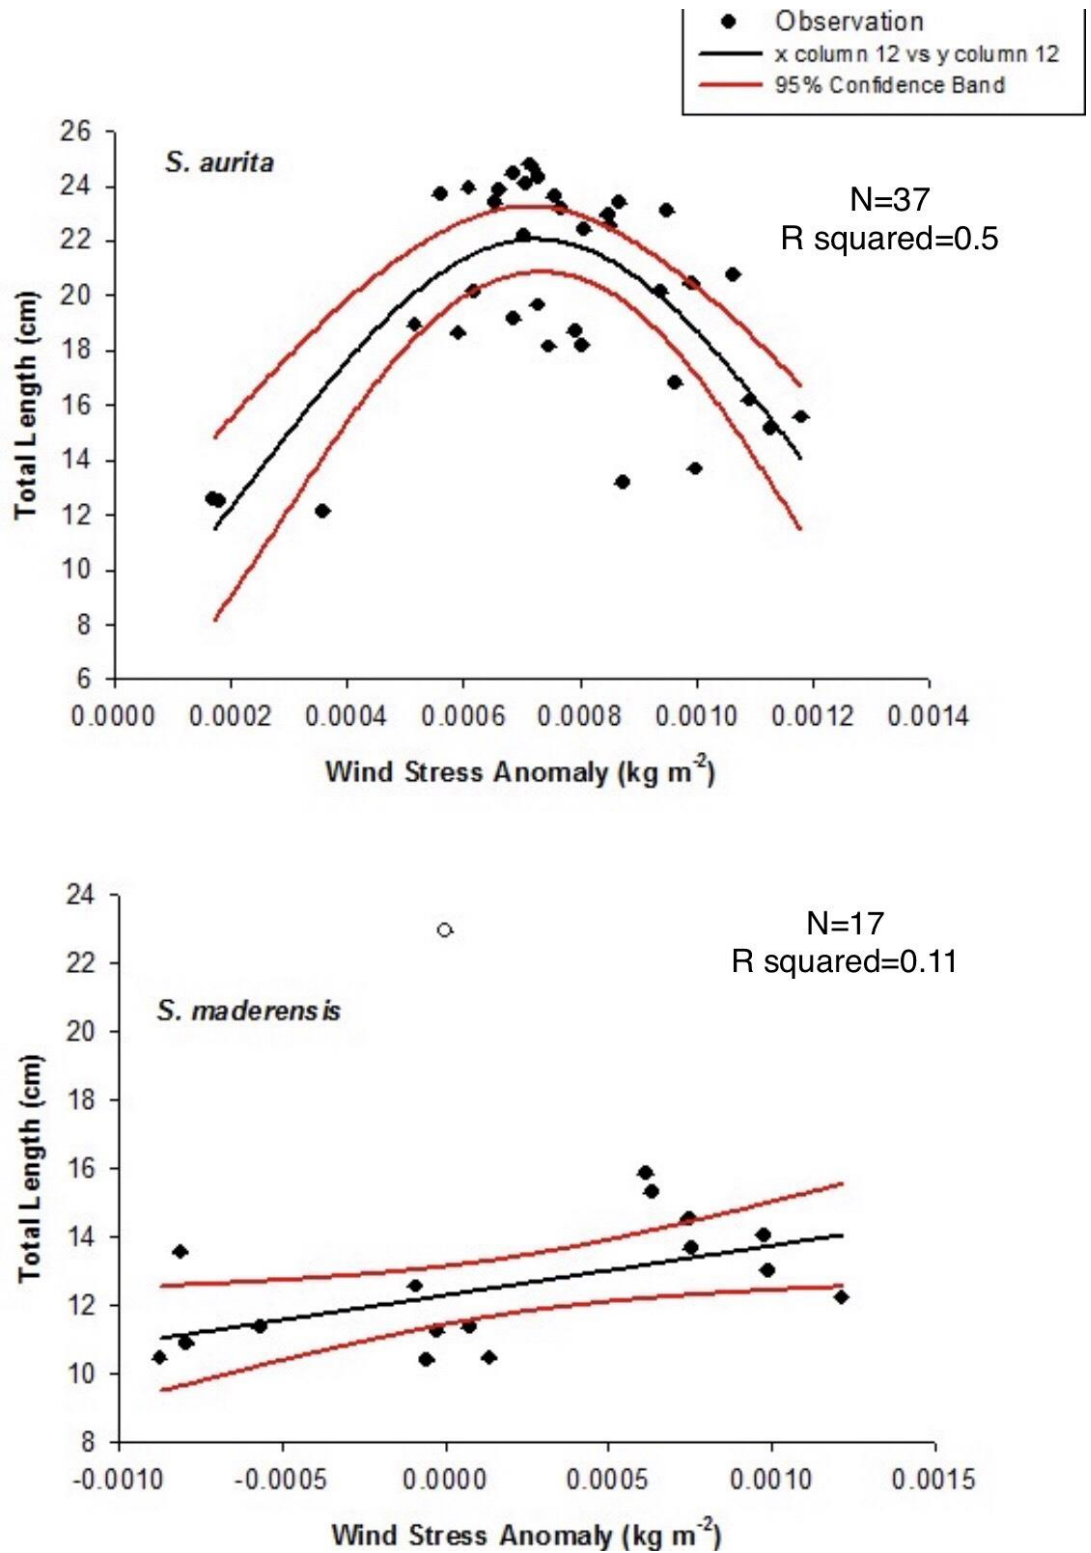 Observation
x column 12 vs y column 12
95% Confidence Band
S. aurita
N=37
R squared=0.5
26
24
22
20
18
16
14
12
10
8
6
Total Length (cm)
0.0000 0.0002 0.0004 0.0006 0.0008 0.0010 0.0012 0.0014
Wind Stress Anomaly (kg m⁻²)
S. maderensis
N=17
R squared=0.11
24
22
20
18
16
14
12
10
8
Total Length (cm)
-0.0010 -0.0005 0.0000 0.0005 0.0010 0.0015
Wind Stress Anomaly (kg m⁻²)